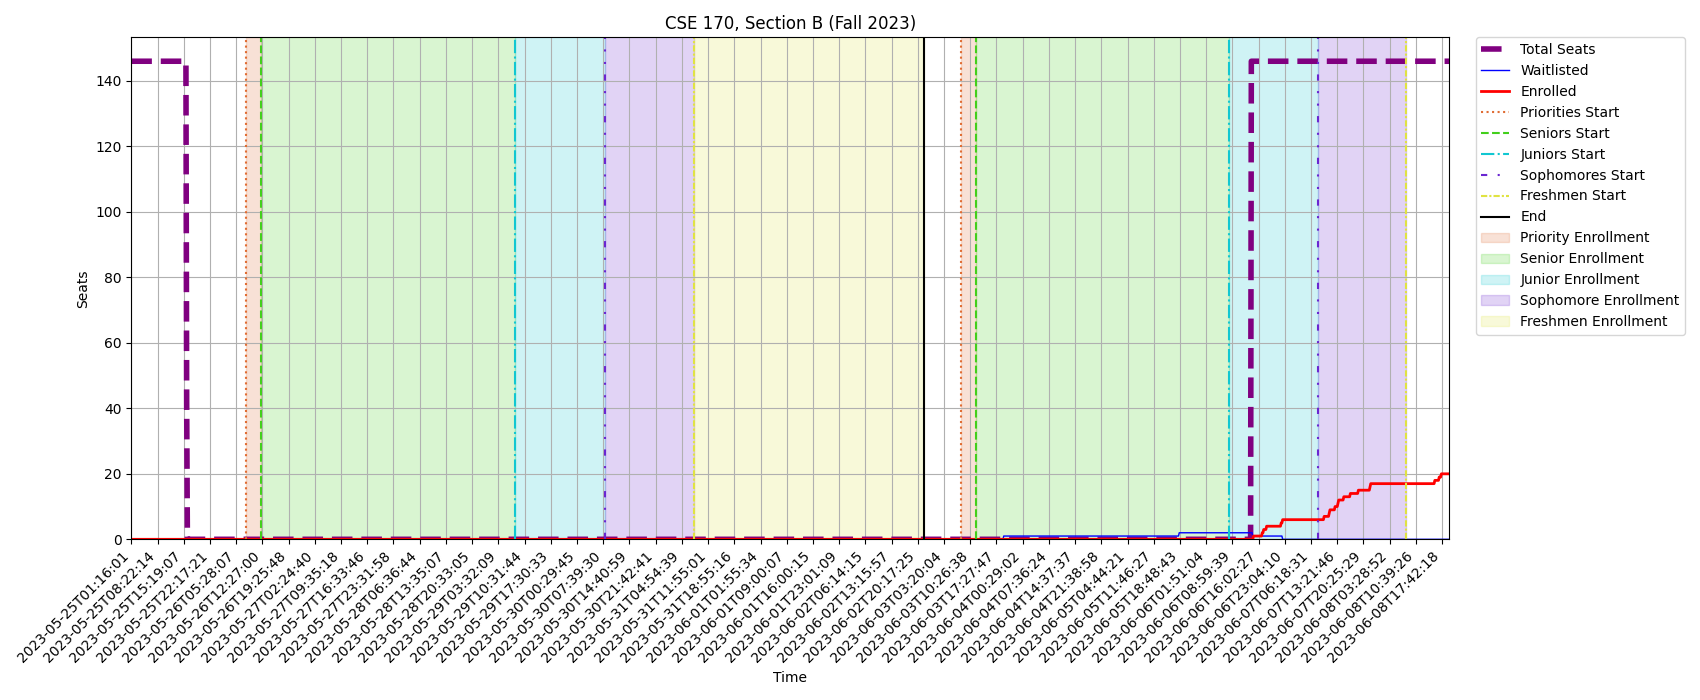 CSE 170, Section B (Fall 2023)
Seats
140
120
100
80
60
40
20
0
2023-05-25T01:16:01
2023-05-25T08:22:14
2023-05-25T15:19:07
2023-05-25T22:17:21
2023-05-26T05:28:07
2023-05-26T12:27:00
2023-05-26T19:25:48
2023-05-27T02:24:40
2023-05-27T09:35:18
2023-05-27T16:33:46
2023-05-27T23:31:58
2023-05-28T06:36:44
2023-05-28T13:35:07
2023-05-28T20:33:05
2023-05-29T03:32:09
2023-05-29T10:31:44
2023-05-29T17:30:33
2023-05-30T00:29:45
2023-05-30T07:39:30
2023-05-30T14:40:59
2023-05-30T21:42:41
2023-05-31T04:54:39
2023-05-31T11:55:01
2023-05-31T18:55:16
2023-06-01T01:55:34
2023-06-01T09:00:07
2023-06-01T16:00:15
2023-06-01T23:01:09
2023-06-02T06:14:15
2023-06-02T13:15:57
2023-06-02T20:17:25
2023-06-03T03:20:04
2023-06-03T10:26:38
2023-06-03T17:27:47
2023-06-04T00:29:02
2023-06-04T07:36:24
2023-06-04T14:37:37
2023-06-04T21:38:58
2023-06-05T04:44:21
2023-06-05T11:46:27
2023-06-05T18:48:43
2023-06-06T01:51:04
2023-06-06T08:59:39
2023-06-06T16:02:27
2023-06-06T23:04:10
2023-06-07T06:18:31
2023-06-07T13:21:46
2023-06-07T20:25:29
2023-06-08T03:28:52
2023-06-08T10:39:26
2023-06-08T17:42:18
Time
Total Seats
Waitlisted
Enrolled
Priorities Start
Seniors Start
Juniors Start
Sophomores Start
Freshmen Start
End
Priority Enrollment
Senior Enrollment
Junior Enrollment
Sophomore Enrollment
Freshmen Enrollment